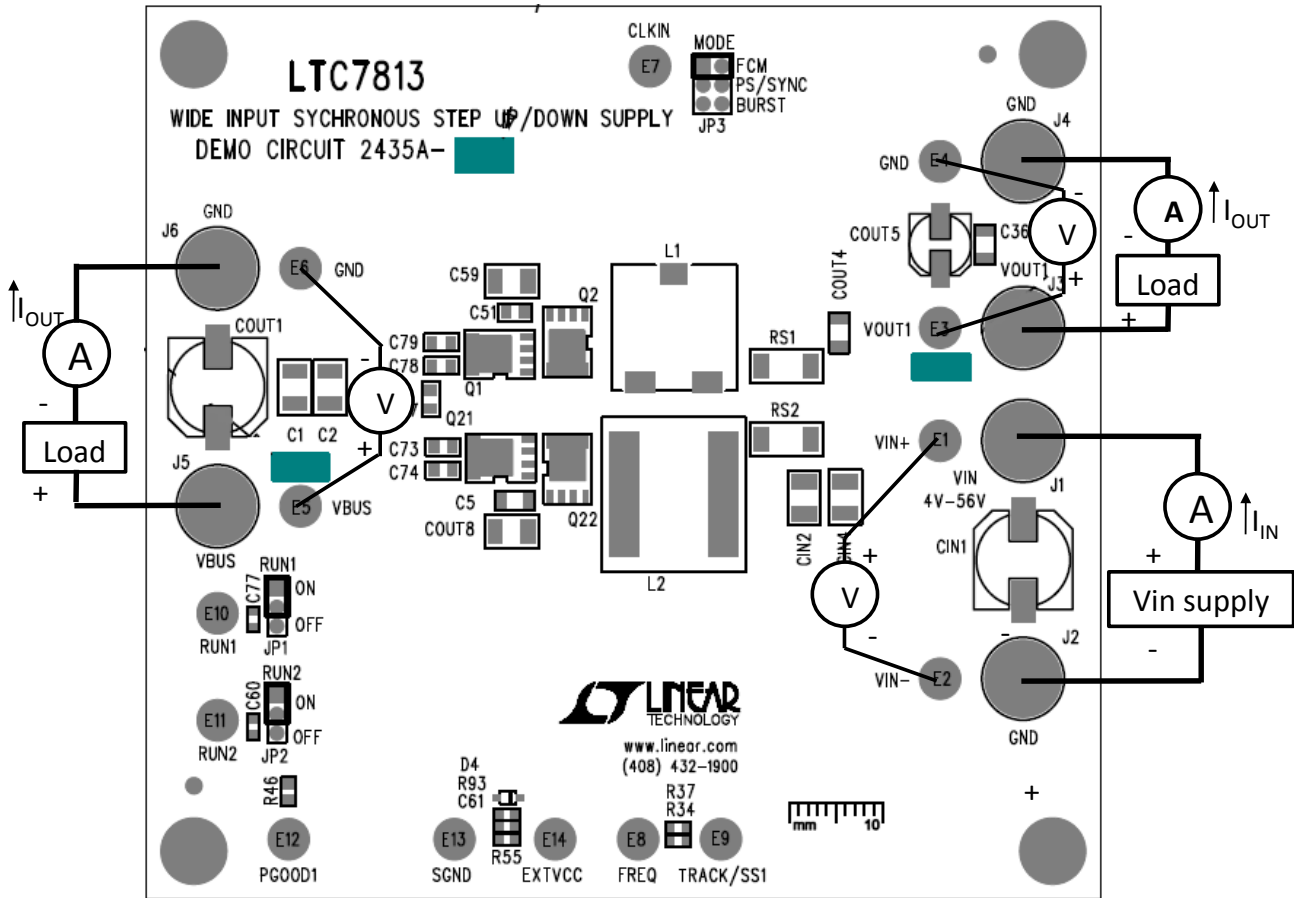 CLKIN
E7
MODE
FCM
PS/SYNC
BURST
JP3
LTC7813
WIDE INPUT SYCHRONOUS STEP UP/DOWN SUPPLY
DEMO CIRCUIT 2435A-
GND
J4
GND
E4
-
V
+
COUT5
C36
VOUT1
J3
VOUT1
E3
A
IOUT
-
Load
+
GND
J6
E6
GND
IOUT
A
-
Load
+
COUT1
C1
C2
-
V
+
J5
E5
VBUS
VBUS
C59
C51
Q2
C79
C78
Q1
Q21
C73
C74
C5
COUT8
Q22
L1
L2
RS1
RS2
COUT4
CIN2
CIN4
VIN+
E1
VIN
4V-56V
J1
CIN1
+
V
-
VIN-
E2
-
J2
GND
A
IIN
+
Vin supply
-
+
RUN1
C77
ON
OFF
E10
RUN1
JP1
RUN2
C60
ON
OFF
E11
RUN2
JP2
R46
E12
PGOOD1
LINEAR
TECHNOLOGY
www.linear.com
(408) 432-1900
D4
R93
C61
E13
SGND
R55
E14
EXTVCC
R37
R34
E8
FREQ
E9
TRACK/SS1
mm 10